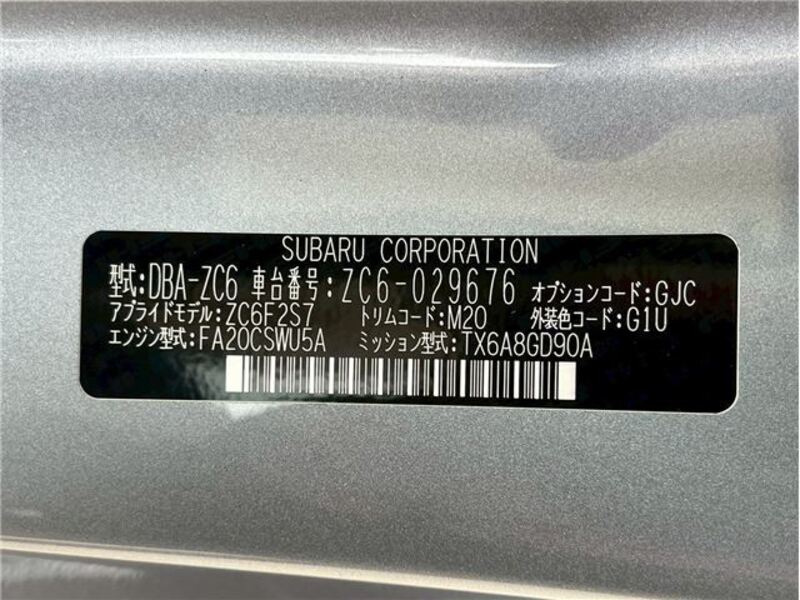 SUBARU CORPORATION
型式:DBA-ZC6 車台番号:ZC6-029676 オプションコード:GJC
アプライドモデル:ZC6F2S7 トリムコード:M20 外装色コード:G1U
エンジン型式:FA20CSWU5A ミッション型式:TX6A8GD90A